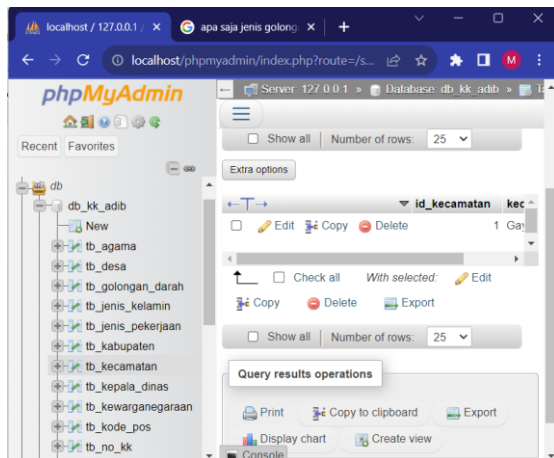 localhost / 127.0.0.1 /
apa saja jenis golong
localhost/phpmyadmin/index.php?route=/s...
M
phpMyAdmin
Recent Favorites
db
db_kk_adib
New
tb_agama
tb_desa
tb_golongan_darah
tb_jenis_kelamin
tb_jenis_pekerjaan
tb_kabupaten
tb_kecamatan
tb_kepala_dinas
tb_kewarganegaraan
tb_kode_pos
tb_no_kk
Server: 127.0.0.1 » Database: db_kk_adib »
Show all Number of rows: 25
Extra options
id_kecamatan kec
Edit Copy Delete 1 Gay
Check all With selected: Edit
Copy Delete Export
Show all Number of rows: 25
Query results operations
Print Copy to clipboard Export
Display chart Create view
Console